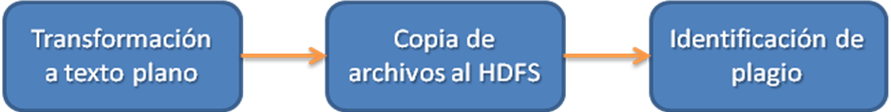 Transformación
a texto plano
Copia de
archivos al HDFS
Identificación de
plagio